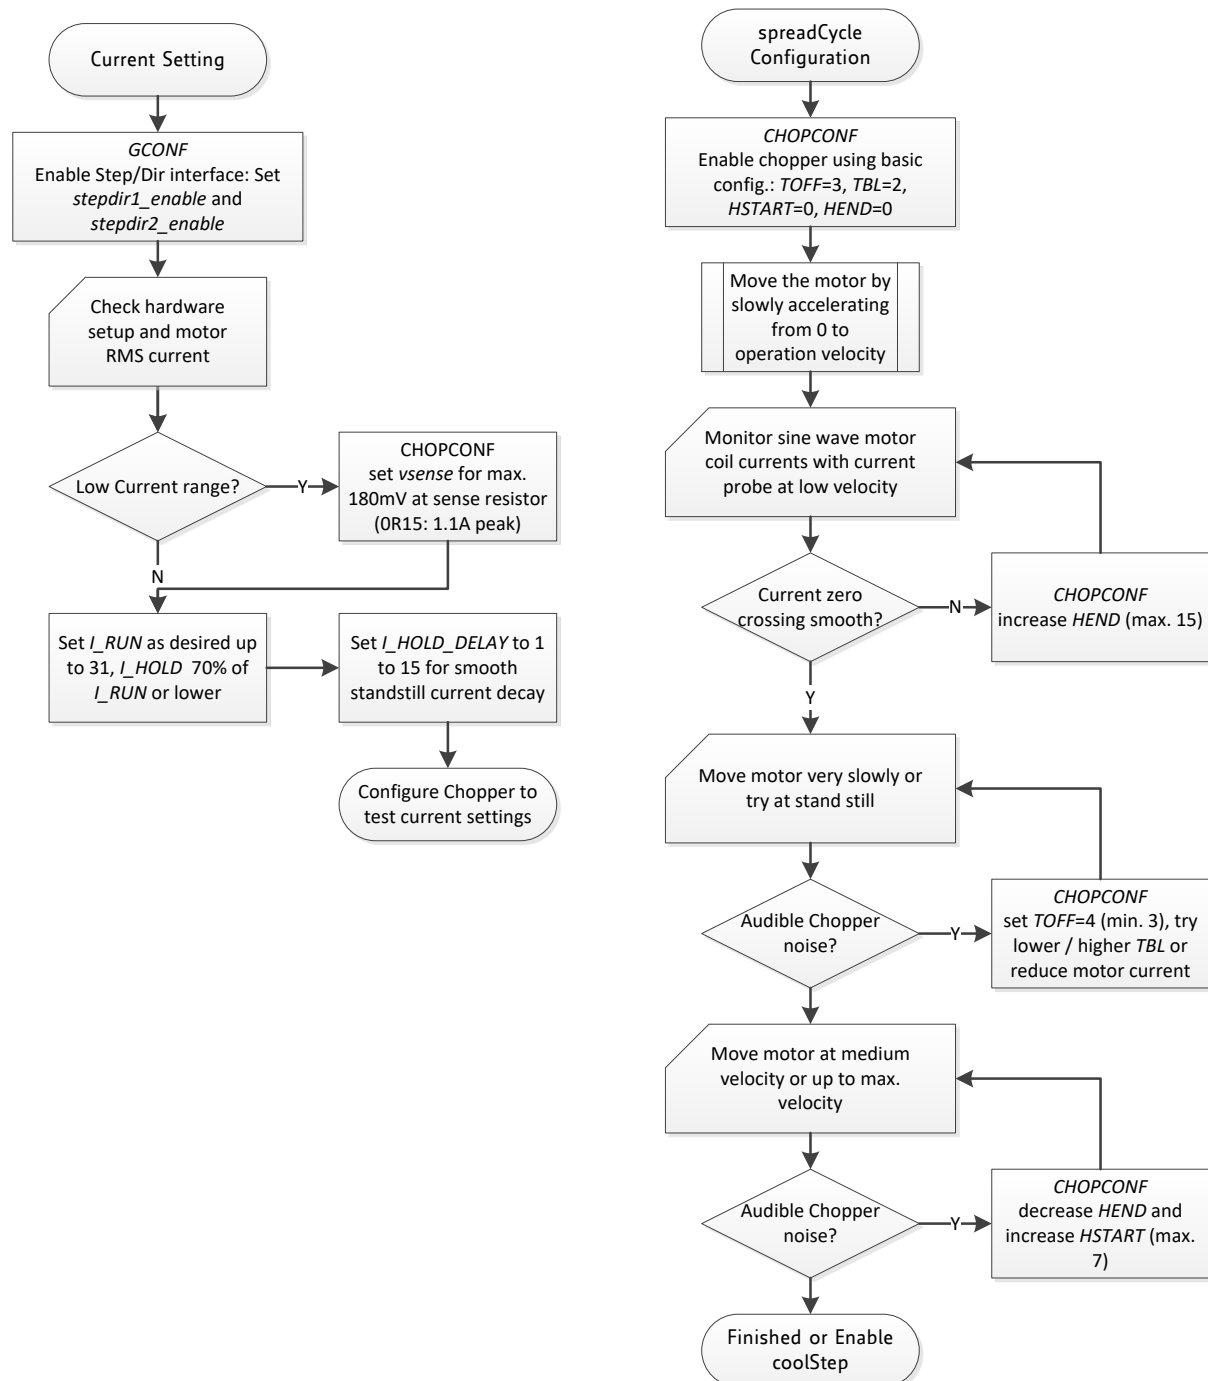 Current Setting
GCONF
Enable Step/Dir interface: Set
stepdir1_enable and
stepdir2_enable
Check hardware
setup and motor
RMS current
Low Current range?
Y
CHOPCONF
set vsense for max.
180mV at sense resistor
(0R15: 1.1A peak)
N
Set I_RUN as desired up
to 31, I_HOLD 70% of
I_RUN or lower
Set I_HOLD_DELAY to 1
to 15 for smooth
standstill current decay
Configure Chopper to
test current settings
spreadCycle
Configuration
CHOPCONF
Enable chopper using basic
config.: TOFF=3, TBL=2,
HSTART=0, HEND=0
Move the motor by
slowly accelerating
from 0 to
operation velocity
Monitor sine wave motor
coil currents with current
probe at low velocity
Current zero
crossing smooth?
N
CHOPCONF
increase HEND (max. 15)
Y
Move motor very slowly or
try at stand still
Audible Chopper
noise?
Y
CHOPCONF
set TOFF=4 (min. 3), try
lower / higher TBL or
reduce motor current
Move motor at medium
velocity or up to max.
velocity
Audible Chopper
noise?
Y
CHOPCONF
decrease HEND and
increase HSTART (max.
7)
Finished or Enable
coolStep